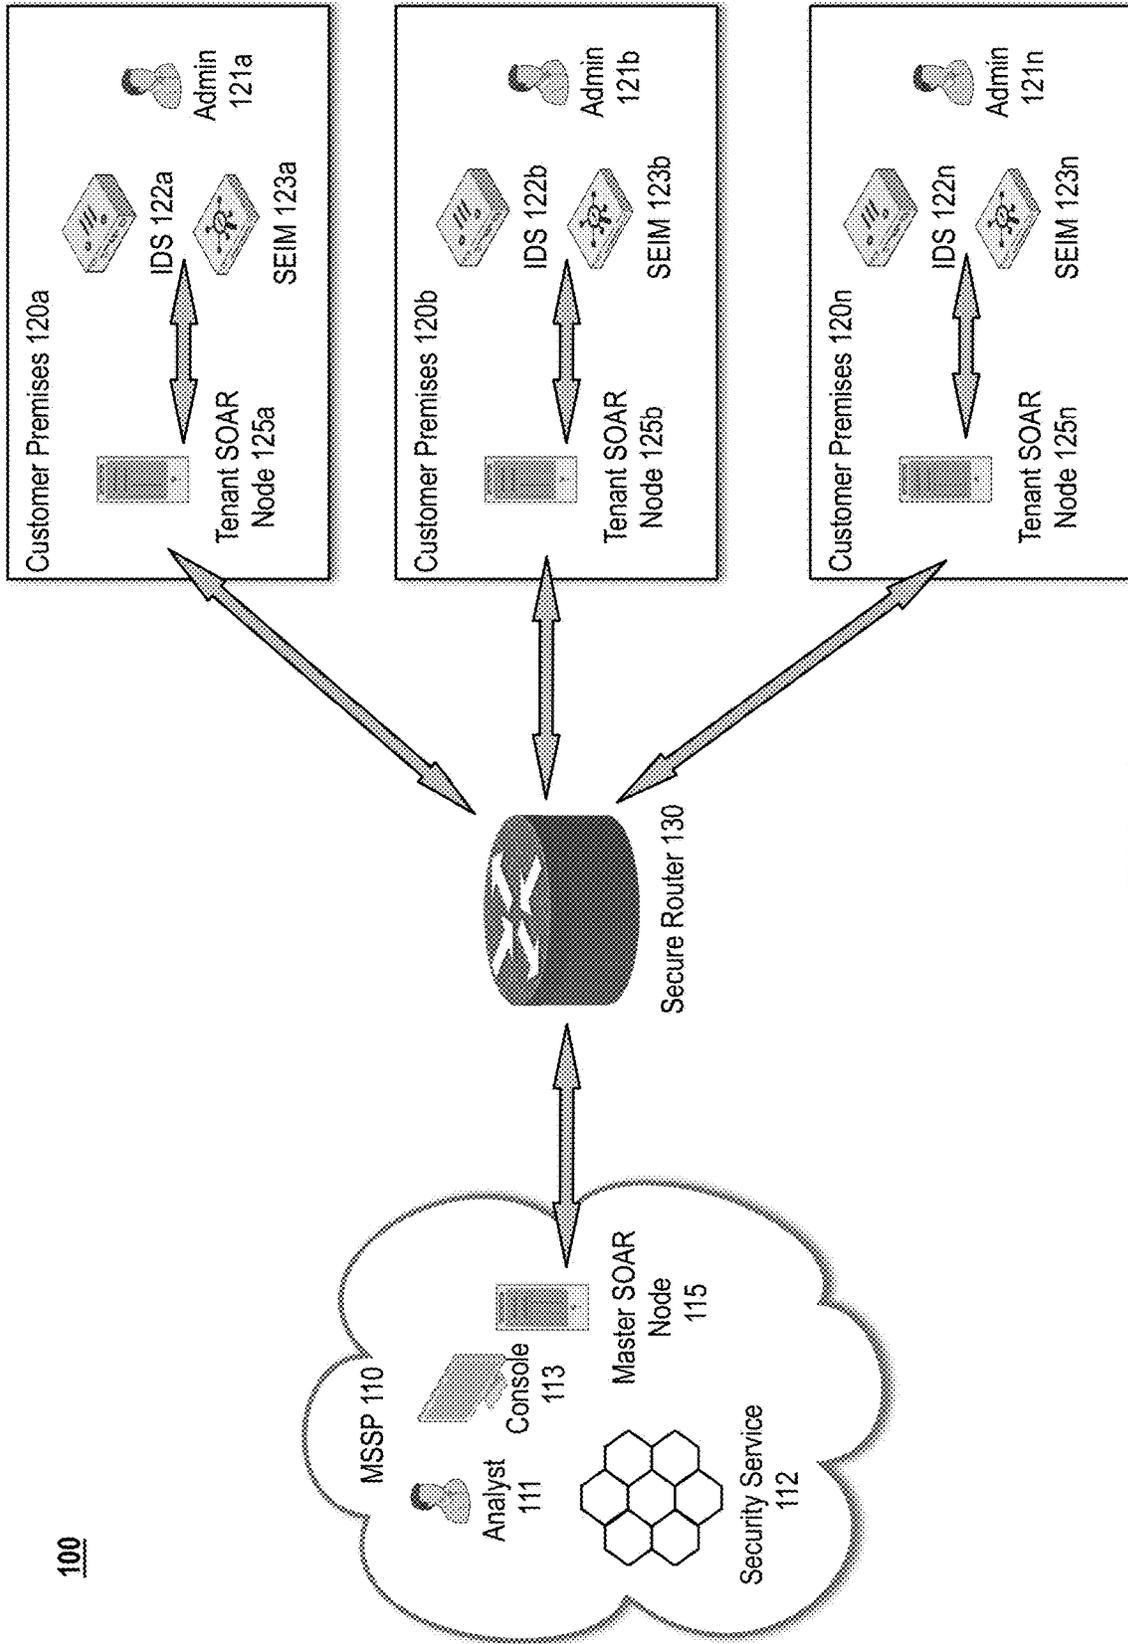 100
MSSP 110
Analyst
111
Console
113
Security Service
112
Master SOAR
Node
115
Secure Router 130
Customer Premises 120a
Tenant SOAR
Node 125a
IDS 122a
SEIM 123a
Admin
121a
Customer Premises 120b
Tenant SOAR
Node 125b
IDS 122b
SEIM 123b
Admin
121b
Customer Premises 120n
Tenant SOAR
Node 125n
IDS 122n
SEIM 123n
Admin
121n